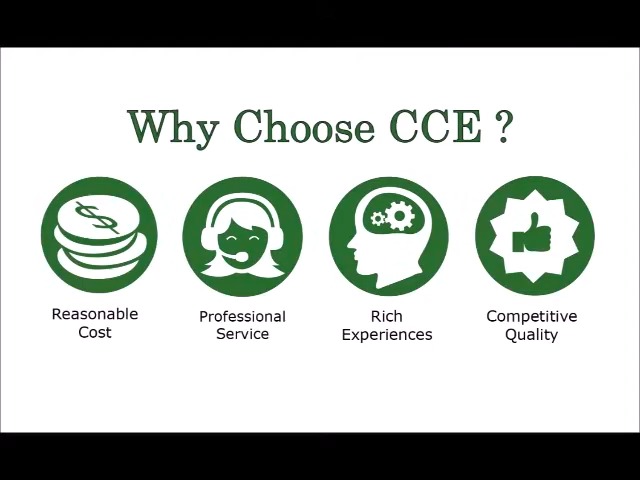 Why Choose CCE ?
$
Reasonable
Cost
Professional
Service
Rich
Experiences
Competitive
Quality